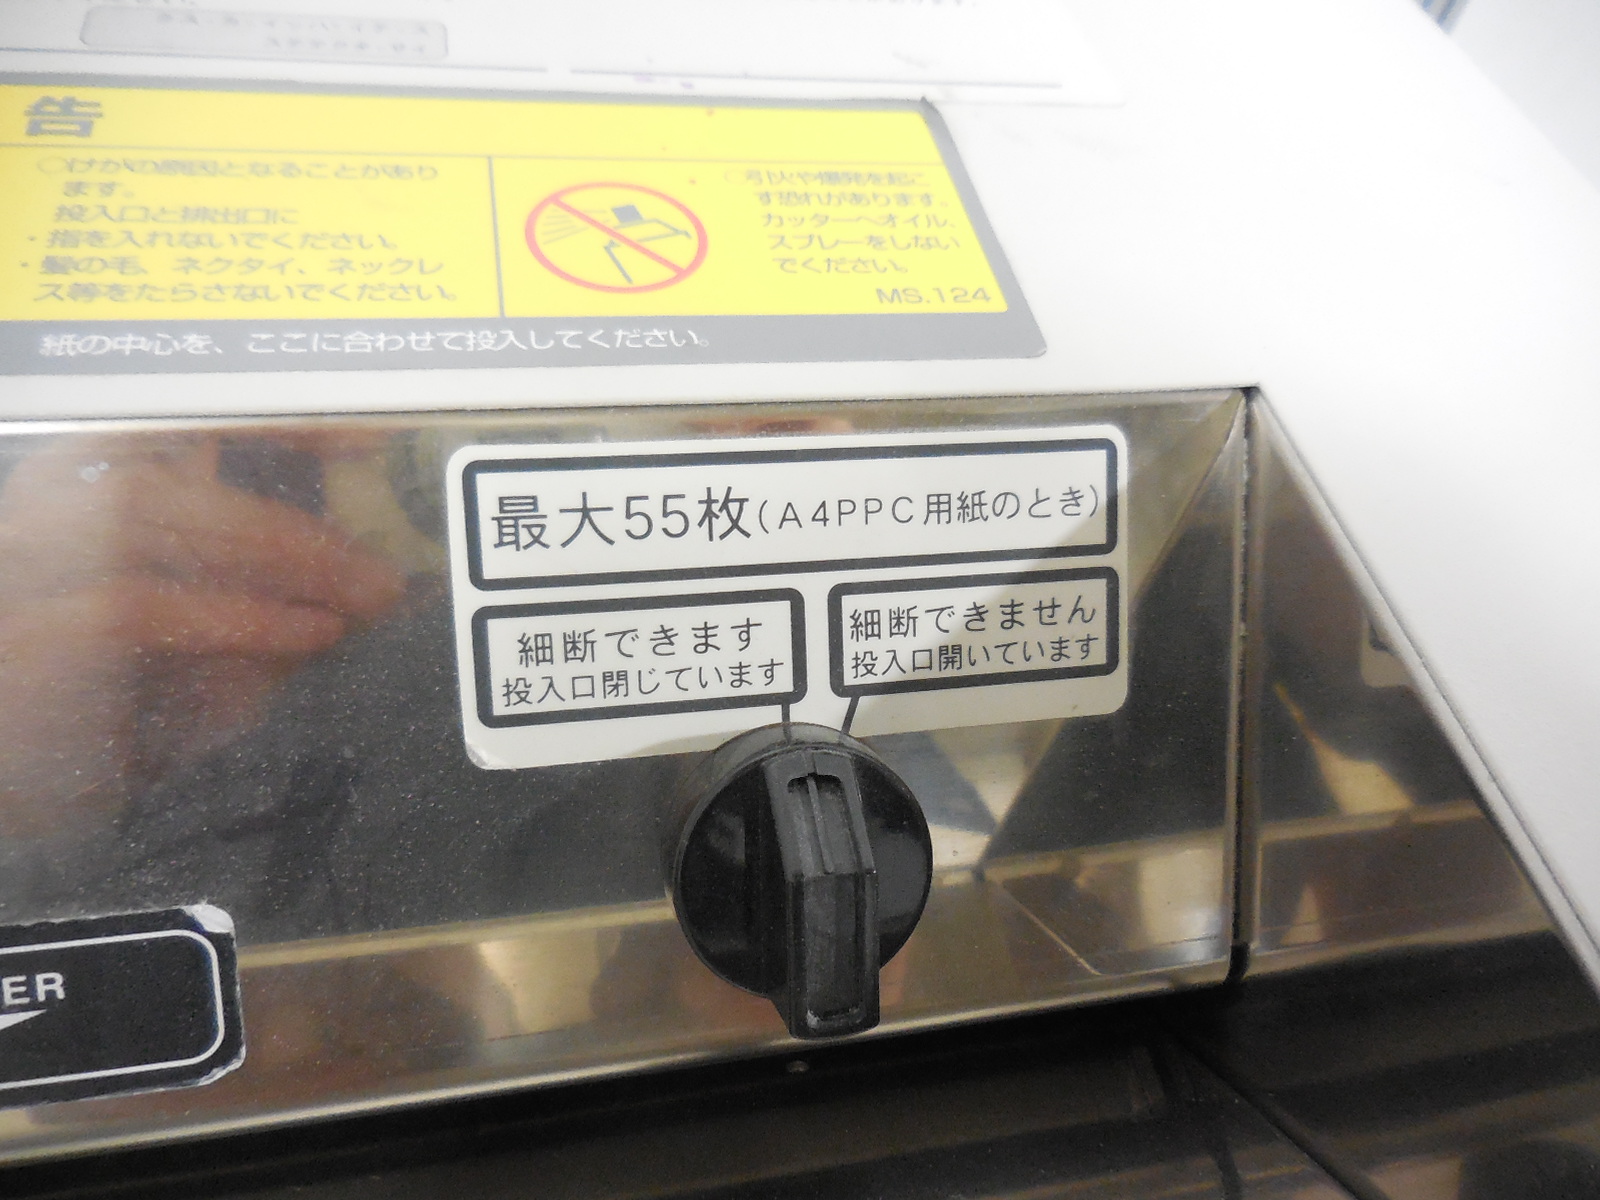 告
○けがの原因となることがあり
ます。
投入口と排出口に
・指を入れないでください。
・髪の毛、ネクタイ、ネックレ
ス等をたらさないでください。
○引火や爆発を起こ
す恐れがあります。
カッターへオイル、
スプレーをしない
でください。
MS.124
紙の中心を、ここに合わせて投入してください。
最大55枚(A4PPC用紙のとき)
細断できます
投入口閉じています
細断できません
投入口開いています
ER